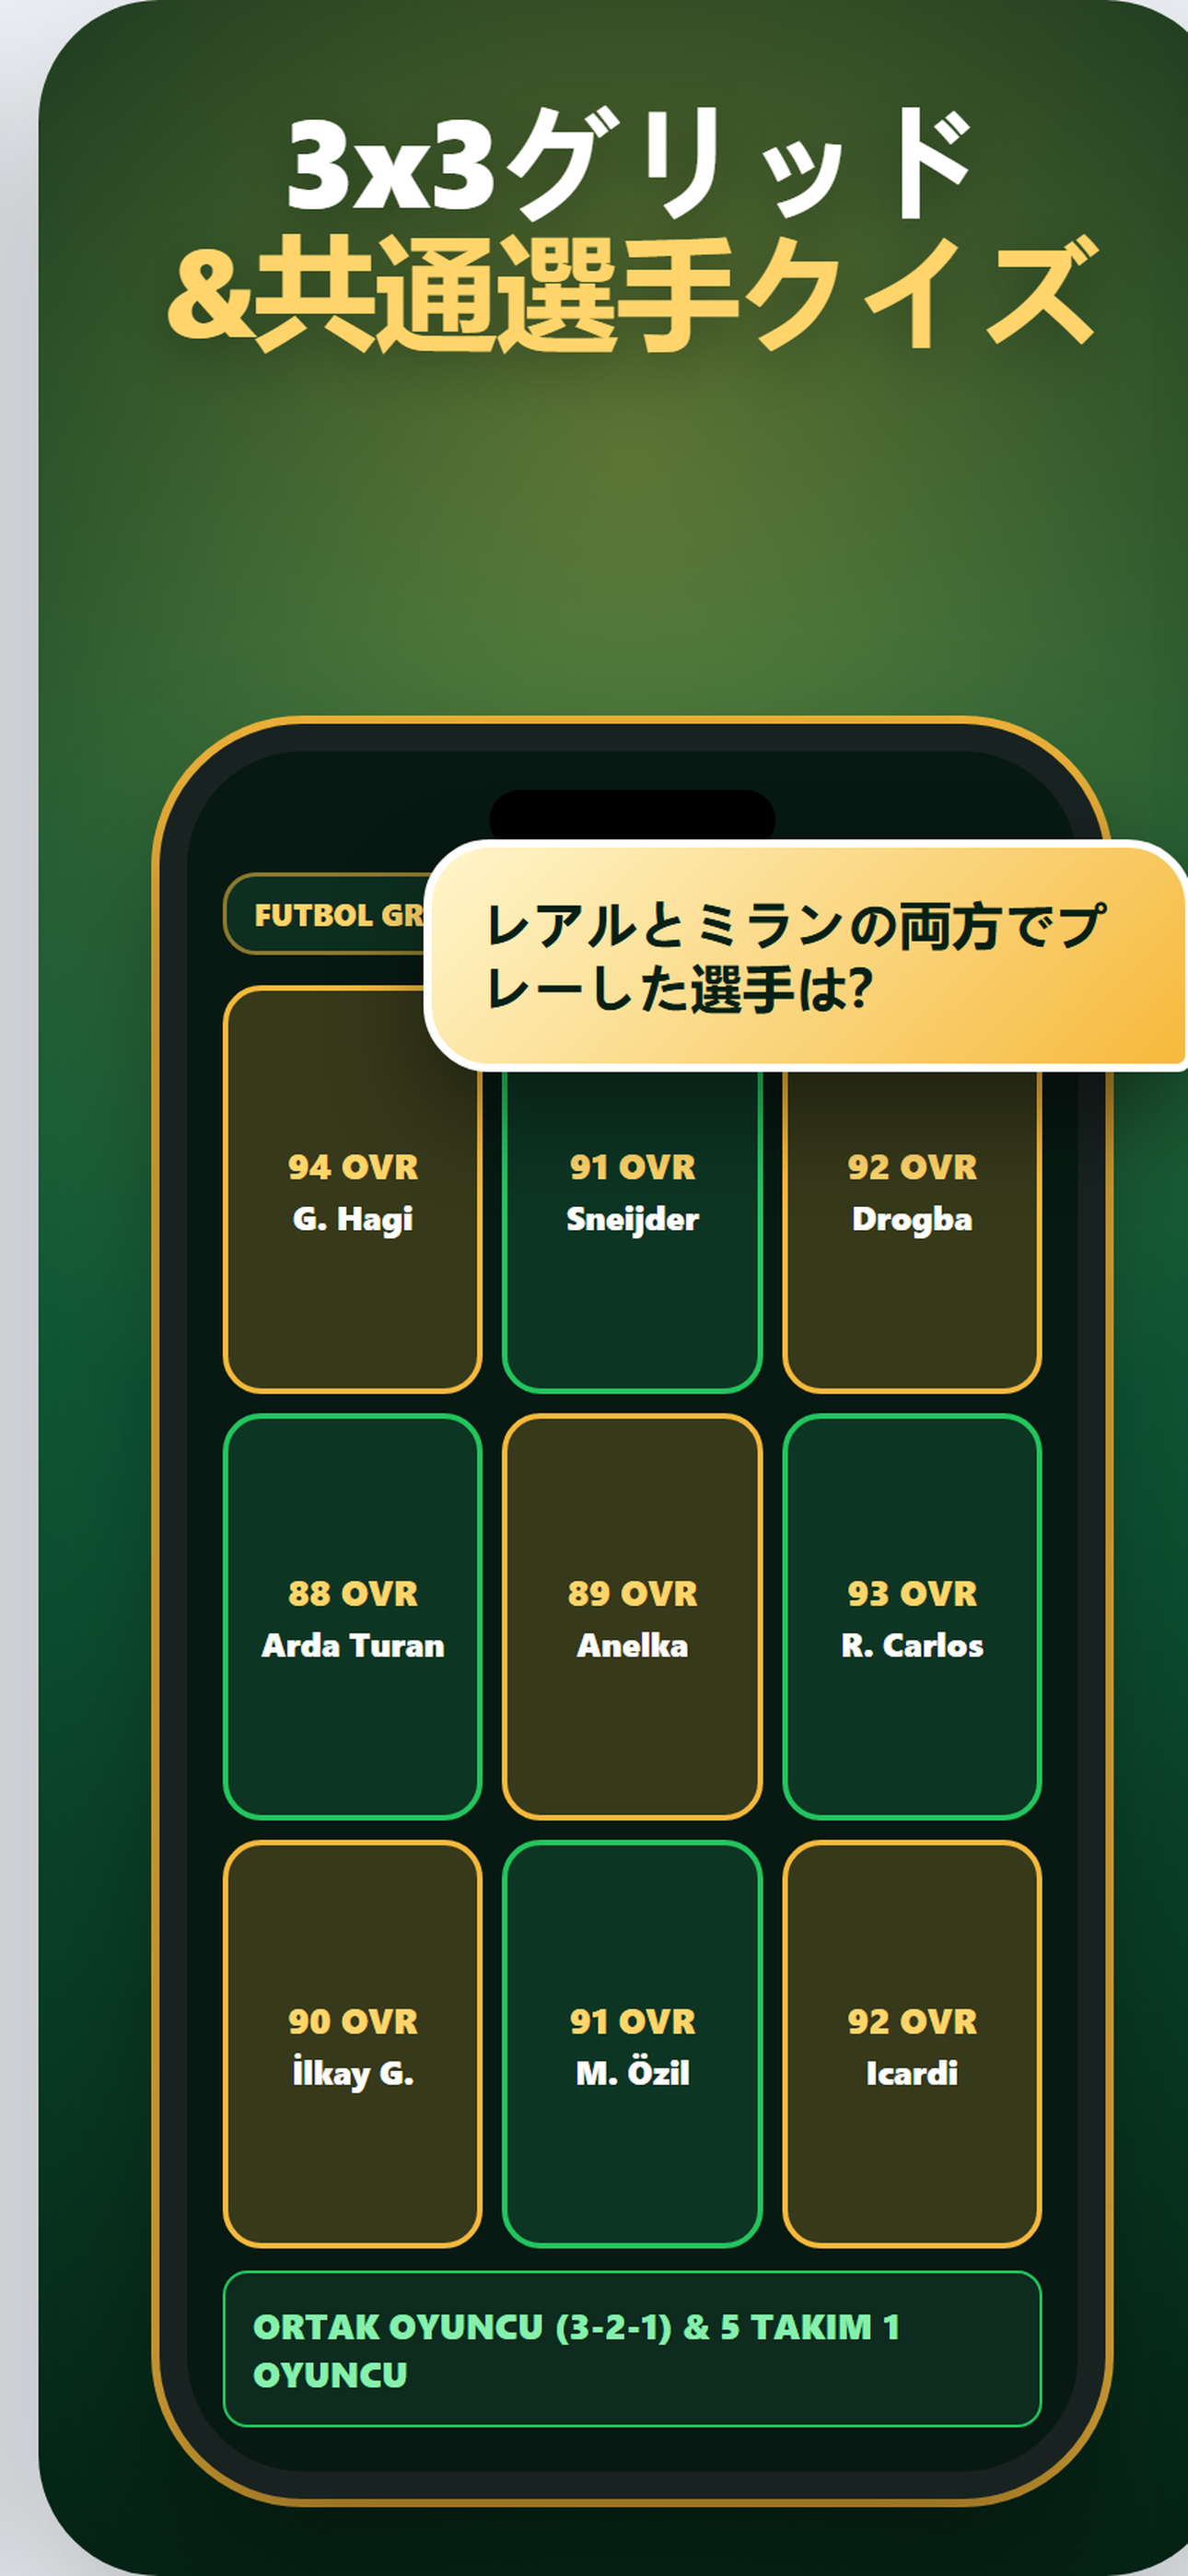 3x3グリッド
&共通選手クイズ
FUTBOL GR
レアルとミランの両方でプ
レーした選手は?
94 OVR
G. Hagi
91 OVR
Sneijder
92 OVR
Drogba
88 OVR
Arda Turan
89 OVR
Anelka
93 OVR
R. Carlos
90 OVR
İlkay G.
91 OVR
M. Özil
92 OVR
Icardi
ORTAK OYUNCU (3-2-1) & 5 TAKIM 1
OYUNCU